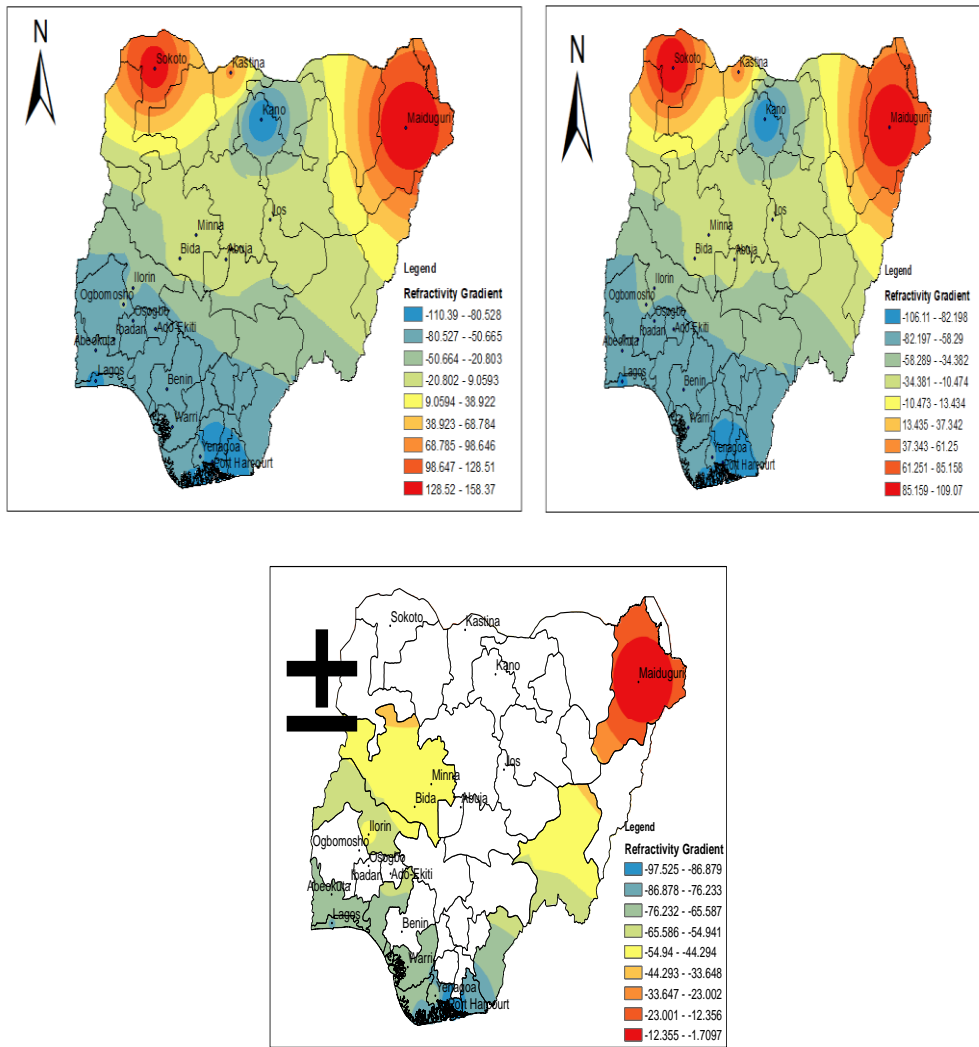 N
Sokoto
Kastina
Kano
Maiduguri
Jos
Minna
Bida
Abuja
Ilorin
Ogbomosho
Osogbo
Ibadan
Ado-Ekiti
Abeokuta
Lagos
Benin
Warri
Yenagoa
Port Harcourt
Legend
Refractivity Gradient
-110.39 - -80.528
-80.527 - -50.665
-50.664 - -20.803
-20.802 - 9.0593
9.0594 - 38.922
38.923 - 68.784
68.785 - 98.646
98.647 - 128.51
128.52 - 158.37
N
Sokoto
Kastina
Kano
Maiduguri
Jos
Minna
Bida
Abuja
Ilorin
Ogbomosho
Osogbo
Ibadan
Ado-Ekiti
Abeokuta
Lagos
Benin
Warri
Yenagoa
Port Harcourt
Legend
Refractivity Gradient
-106.11 - -82.198
-82.197 - -58.29
-58.289 - -34.382
-34.381 - -10.474
-10.473 - 13.434
13.435 - 37.342
37.343 - 61.25
61.251 - 85.158
85.159 - 109.07
±
Sokoto
Kastina
Kano
Maiduguri
Jos
Minna
Bida
Abuja
Ilorin
Ogbomosho
Osogbo
Ibadan
Ado-Ekiti
Abeokuta
Lagos
Benin
Warri
Yenagoa
Port Harcourt
Legend
Refractivity Gradient
-97.525 - -86.879
-86.878 - -76.233
-76.232 - -65.587
-65.586 - -54.941
-54.94 - -44.294
-44.293 - -33.648
-33.647 - -23.002
-23.001 - -12.356
-12.355 - -1.7097